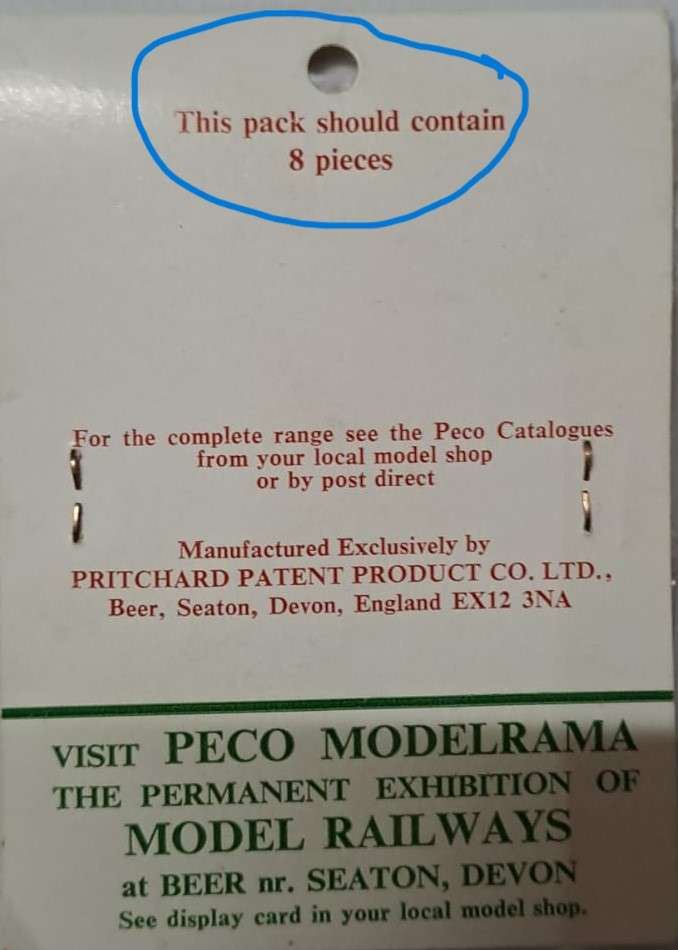 This pack should contain
8 pieces
For the complete range see the Peco Catalogues
from your local model shop
or by post direct
Manufactured Exclusively by
PRITCHARD PATENT PRODUCT CO. LTD.,
Beer, Seaton, Devon, England EX12 3NA
VISIT PECO MODELRAMA
THE PERMANENT EXHIBITION OF
MODEL RAILWAYS
at BEER nr. SEATON, DEVON
See display card in your local model shop.